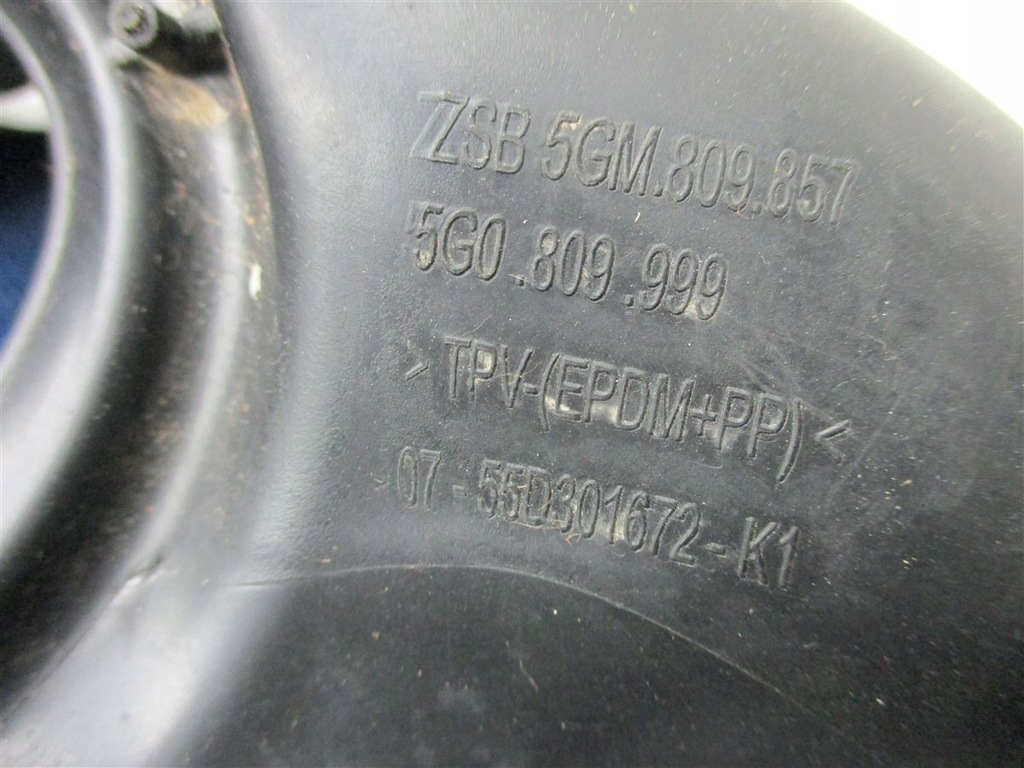 ZSB 5GM.809.857
5G0.809.999
> TPV-(EPDM+PP) <
07-55D301672-K1